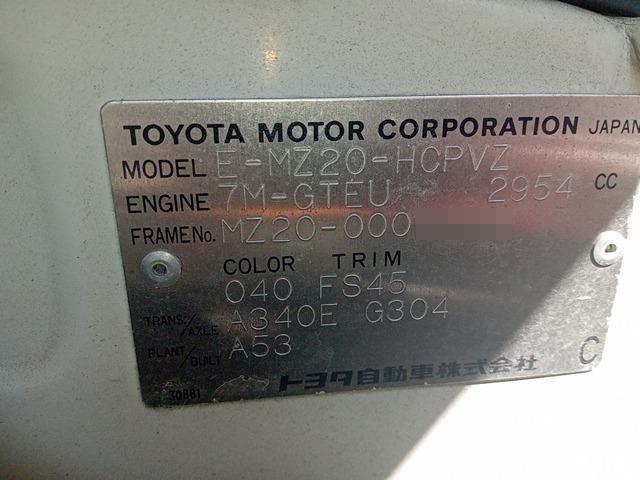 TOYOTA MOTOR CORPORATION JAPAN
MODEL E-MZ20-HCPVZ
ENGINE 7M-GTEU 2954 CC
FRAME No. MZ20-000
COLOR TRIM
040 FS45
TRANS./AXLE A340E G304
PLANT/BUILT A53
トヨタ自動車株式会社 C
30881